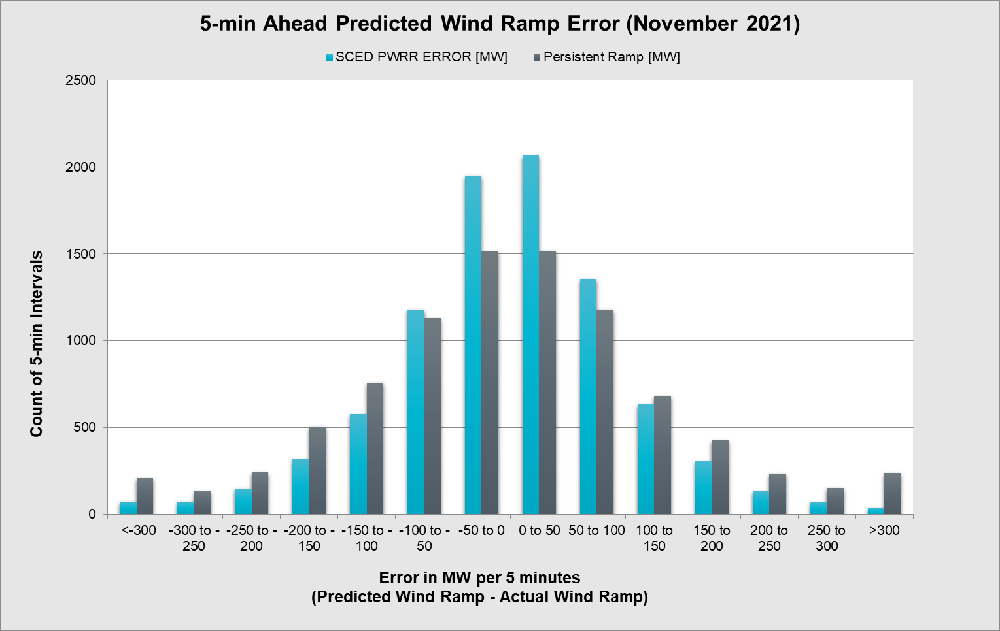 5-min Ahead Predicted Wind Ramp Error (November 2021)
SCED PWRR ERROR [MW] Persistent Ramp [MW]
2500
2000
1500
1000
500
0
Count of 5-min Intervals
<-300 -300 to - -250 to - -200 to - -150 to - -100 to - -50 to 0 0 to 50 50 to 100 100 to 150 to 200 to 250 to >300
250 200 150 100 50 150 200 250 300
Error in MW per 5 minutes
(Predicted Wind Ramp - Actual Wind Ramp)